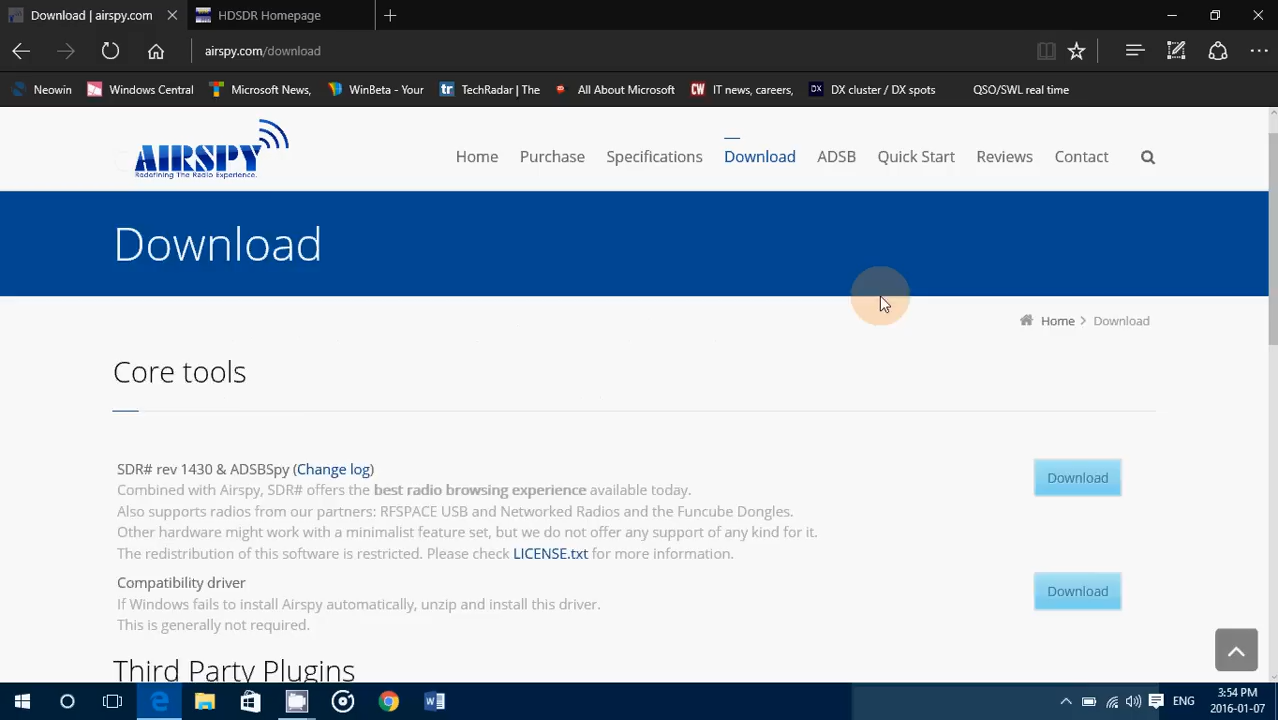 Download | airspy.com
HDSDR Homepage
airspy.com/download
Neowin
Windows Central
Microsoft News,
WinBeta - Your
TechRadar | The
All About Microsoft
IT news, careers,
DX cluster / DX spots
QSO/SWL real time
AIRSPY
Redefining The Radio Experience.
Home
Purchase
Specifications
Download
ADSB
Quick Start
Reviews
Contact
Download
Home > Download
Core tools
SDR# rev 1430 & ADSBSpy (Change log)
Combined with Airspy, SDR# offers the best radio browsing experience available today.
Also supports radios from our partners: RFSPACE USB and Networked Radios and the Funcube Dongles.
Other hardware might work with a minimalist feature set, but we do not offer any support of any kind for it.
The redistribution of this software is restricted. Please check LICENSE.txt for more information.
Download
Compatibility driver
If Windows fails to install Airspy automatically, unzip and install this driver.
This is generally not required.
Download
Third Party Plugins
ENG
3:54 PM
2016-01-07